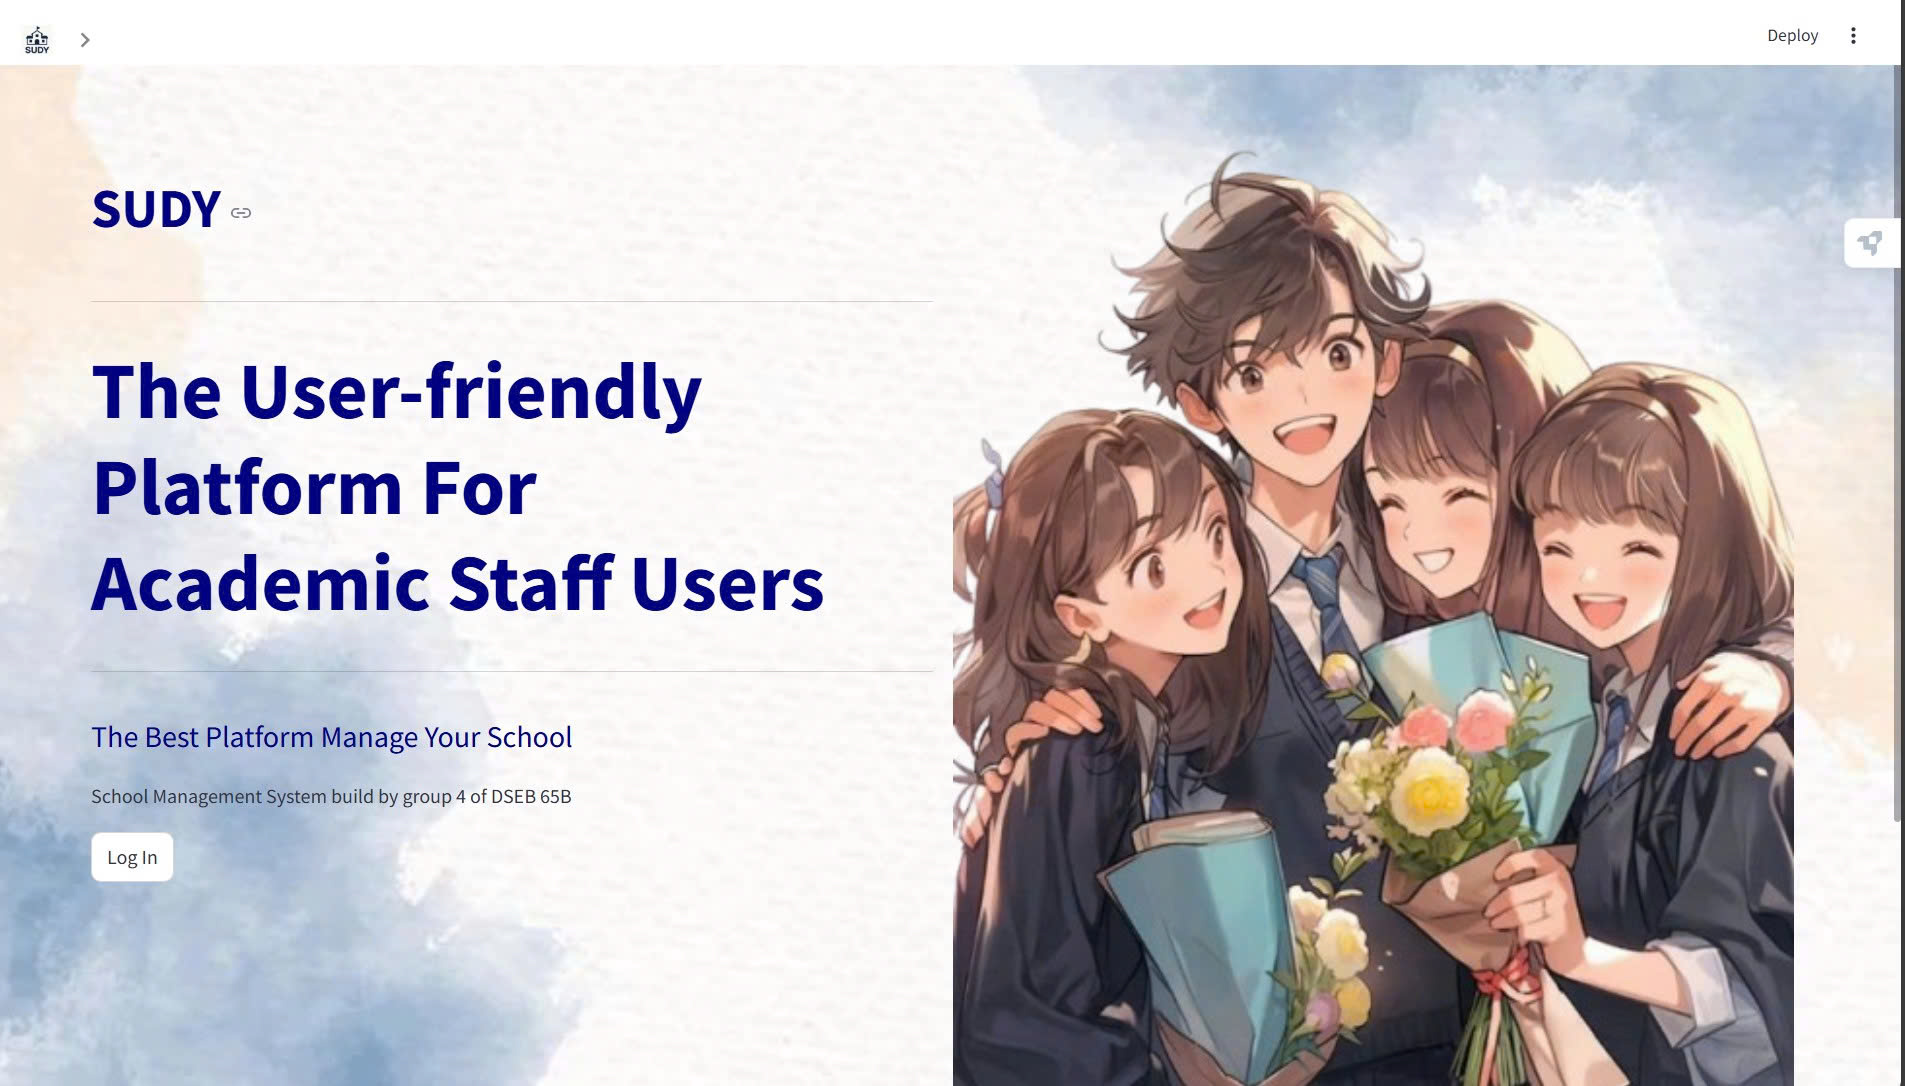 SUDY
Deploy
SUDY
The User-friendly
Platform For
Academic Staff Users
The Best Platform Manage Your School
School Management System build by group 4 of DSEB 65B
Log In